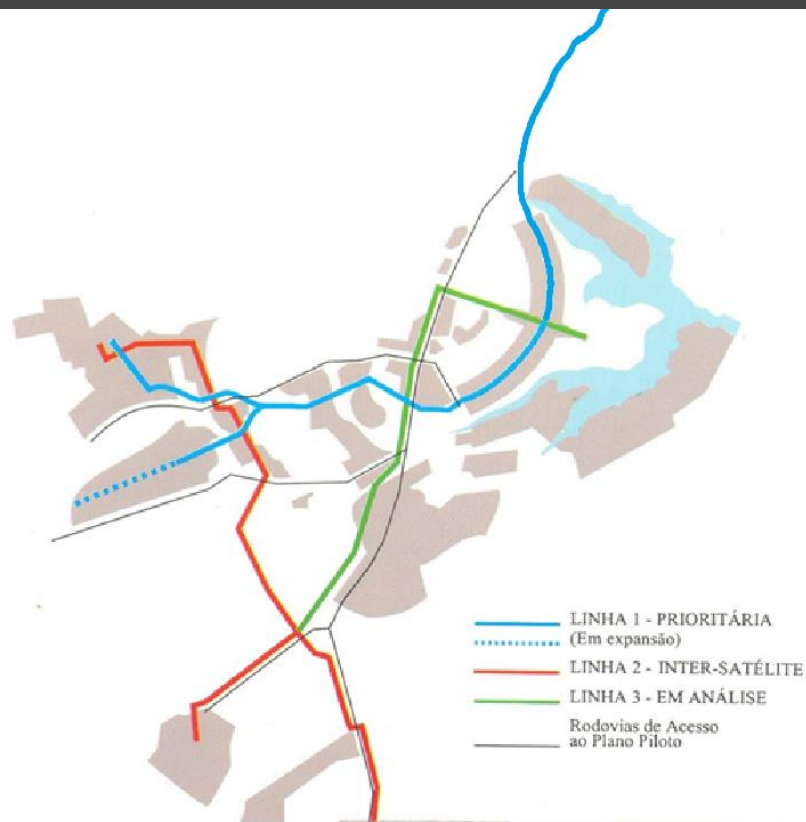 LINHA 1 - PRIORITÁRIA
(Em expansão)
LINHA 2 - INTER-SATÉLITE
LINHA 3 - EM ANÁLISE
Rodovias de Acesso
ao Plano Piloto